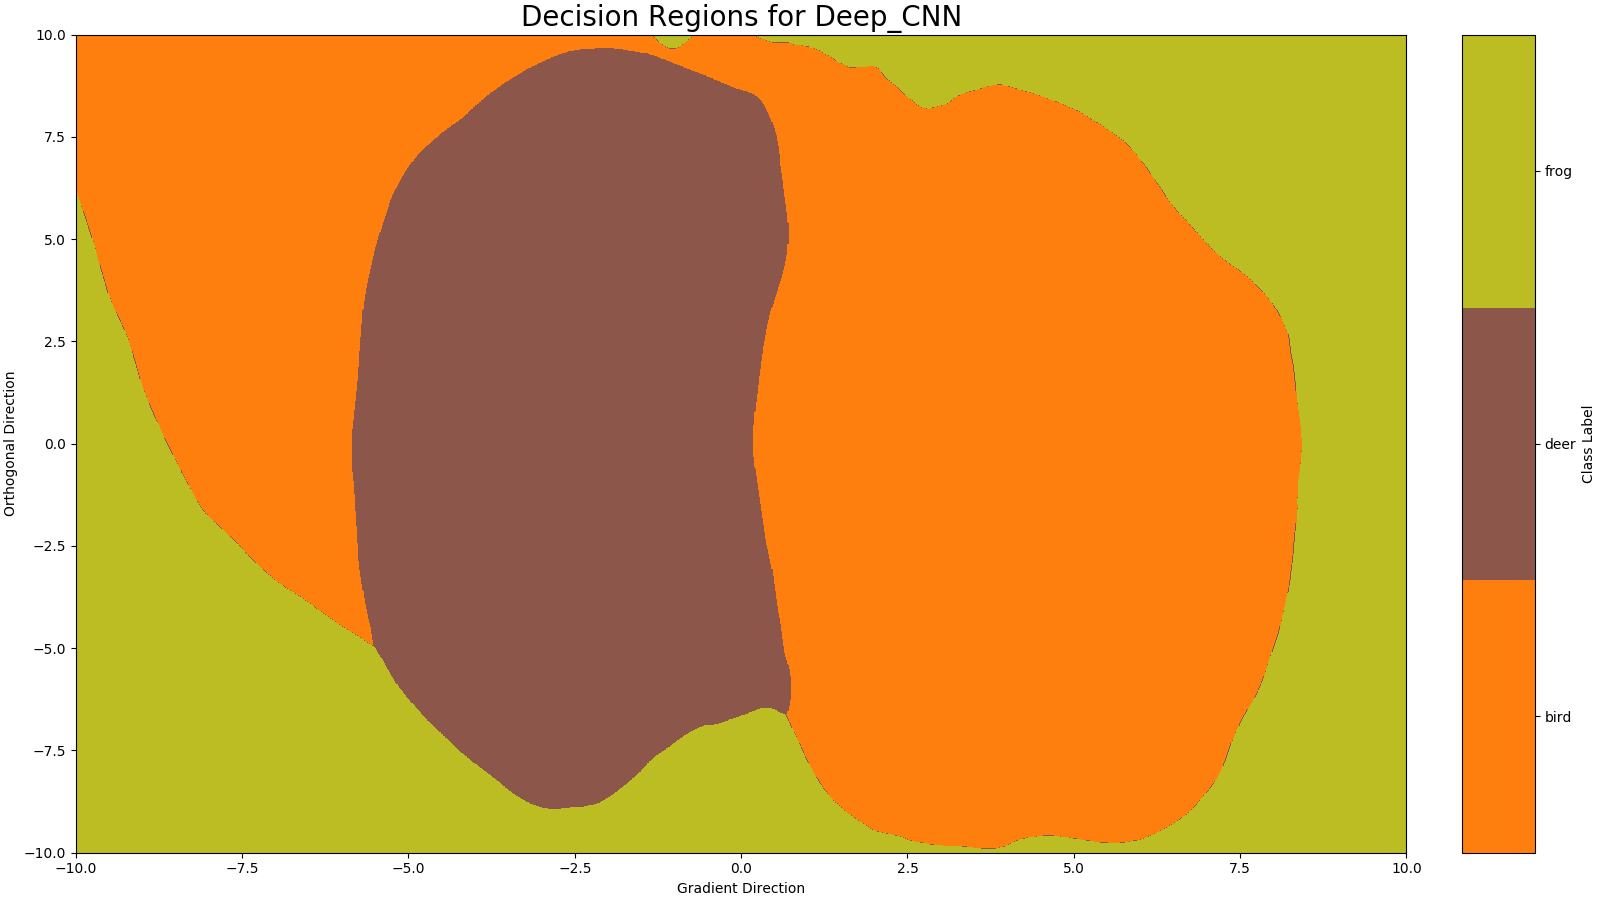 Decision Regions for Deep_CNN
10.0
7.5
5.0
2.5
0.0
−2.5
−5.0
−7.5
−10.0
Orthogonal Direction
−10.0 −7.5 −5.0 −2.5 0.0 2.5 5.0 7.5 10.0
Gradient Direction
frog
deer
bird
Class Label